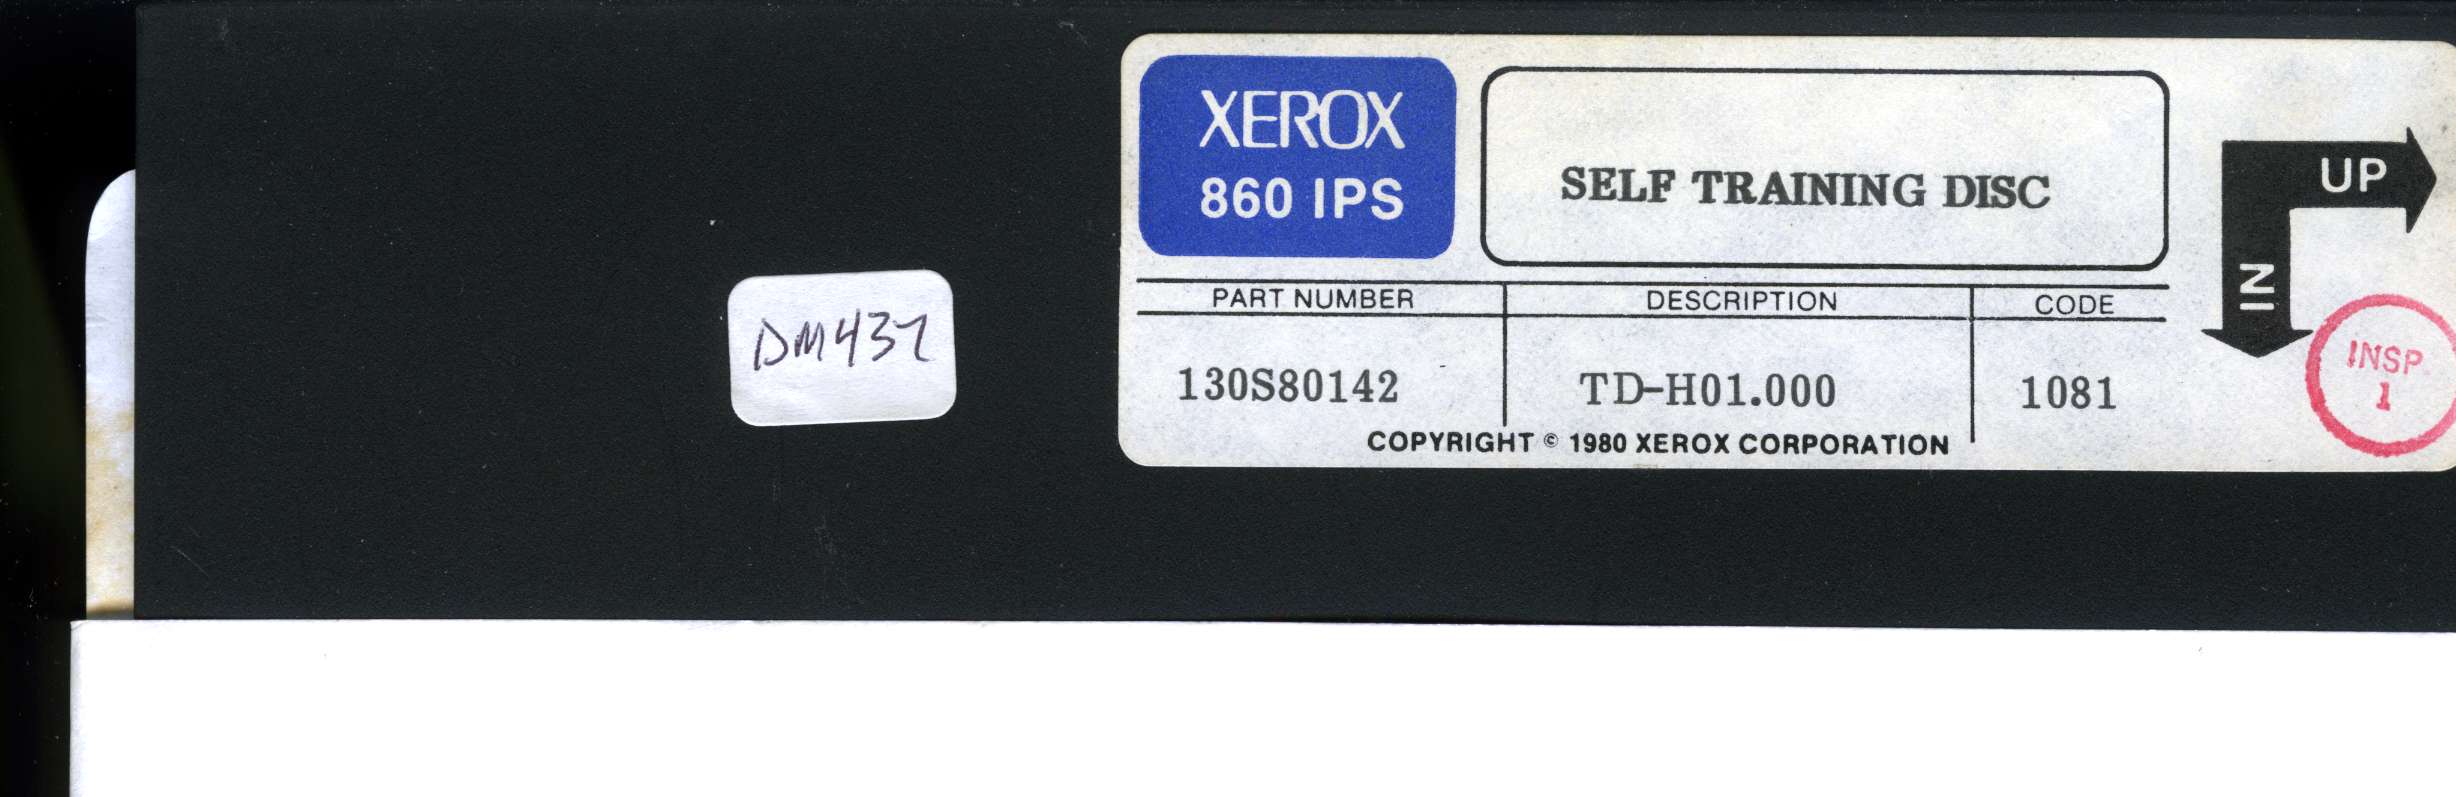 XEROX
860 IPS
SELF TRAINING DISC
UP
IN
PART NUMBER
DESCRIPTION
CODE
130S80142
TD-H01.000
1081
COPYRIGHT © 1980 XEROX CORPORATION
INSP.
1
DM437